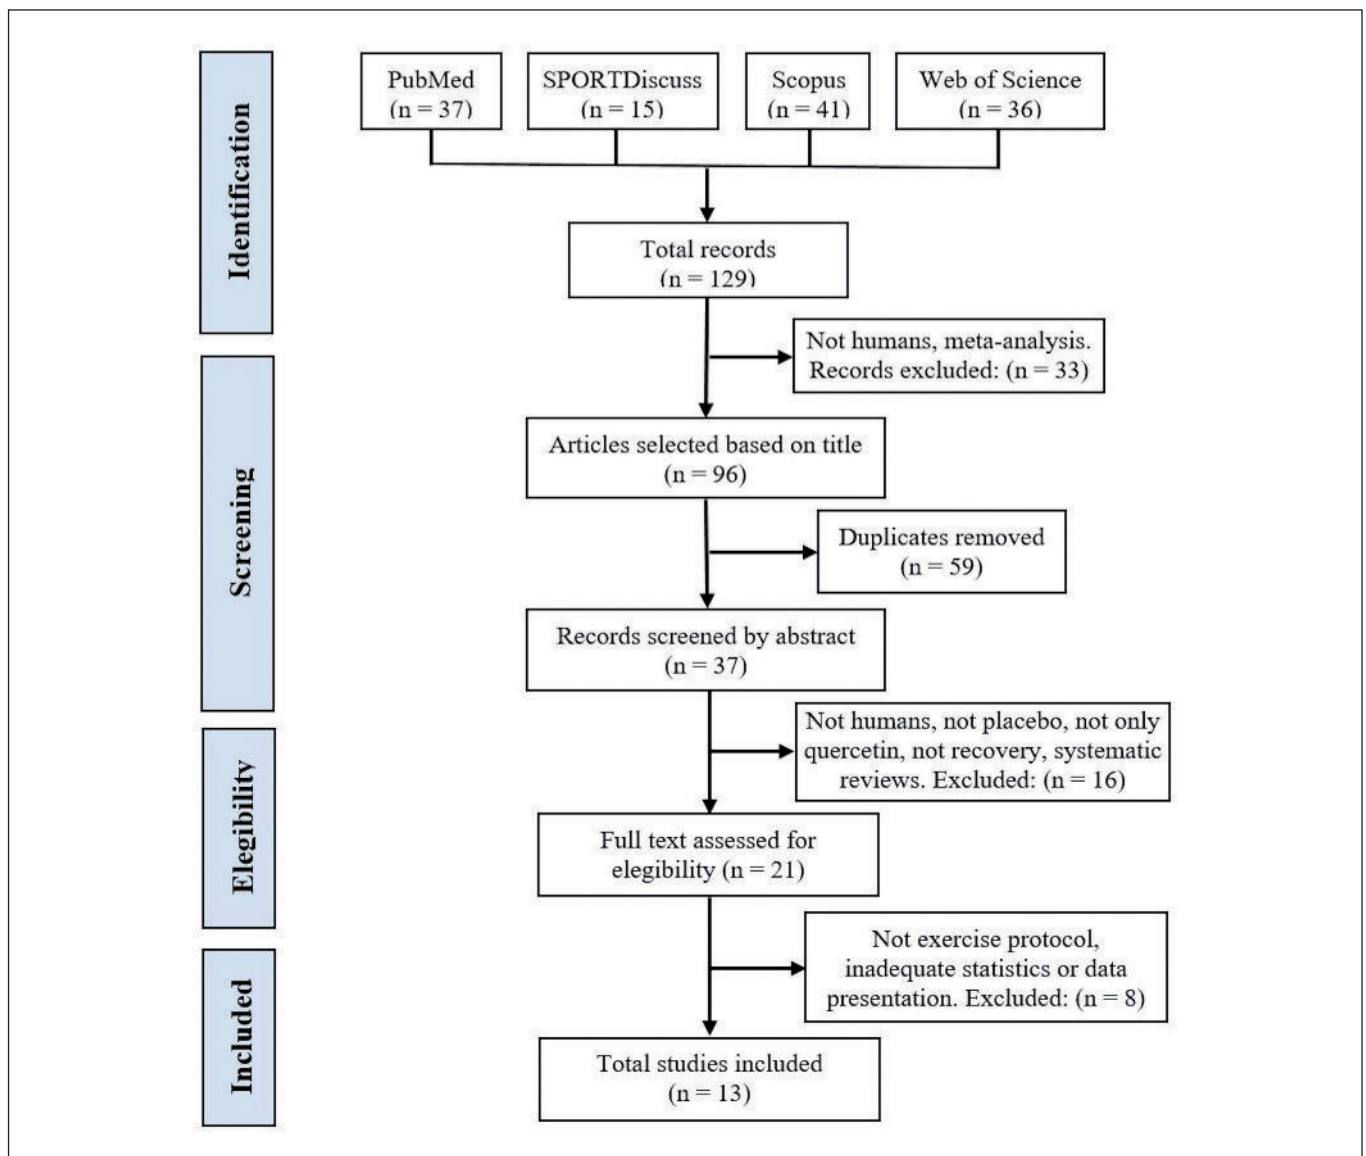 Identification
PubMed
(n = 37)
SPORTDiscuss
(n = 15)
Scopus
(n = 41)
Web of Science
(n = 36)
Total records
(n = 129)
Not humans, meta-analysis.
Records excluded: (n = 33)
Screening
Articles selected based on title
(n = 96)
Duplicates removed
(n = 59)
Records screened by abstract
(n = 37)
Not humans, not placebo, not only
quercetin, not recovery, systematic
reviews. Excluded: (n = 16)
Elegibility
Full text assessed for
elegibility (n = 21)
Not exercise protocol,
inadequate statistics or data
presentation. Excluded: (n = 8)
Included
Total studies included
(n = 13)